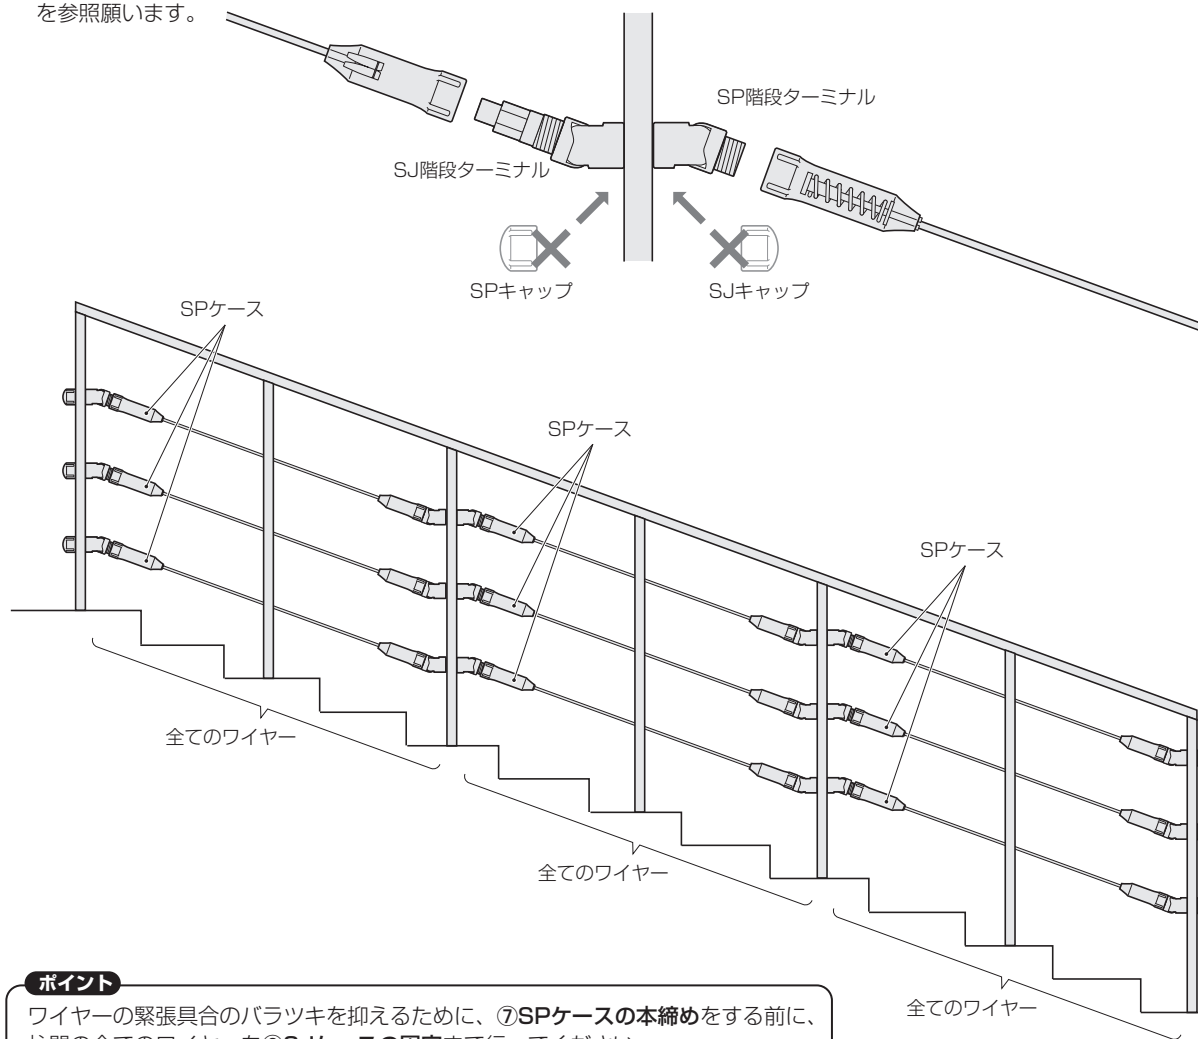 を参照願います。
SP階段ターミナル
SJ階段ターミナル
SPキャップ
SJキャップ
SPケース
SPケース
SPケース
全てのワイヤー
全てのワイヤー
全てのワイヤー
ポイント
ワイヤーの緊張具合のバラツキを抑えるために、⑦SPケースの本締めをする前に、